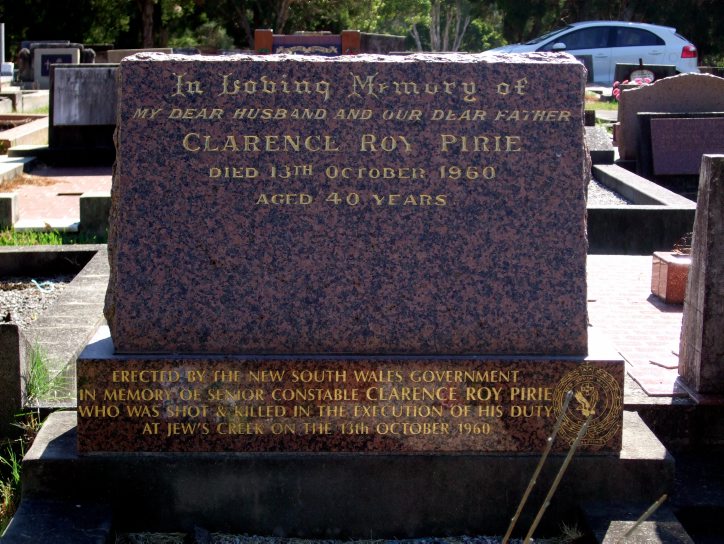 In Loving Memory of
MY DEAR HUSBAND AND OUR DEAR FATHER
CLARENCE ROY PIRIE
DIED 13TH OCTOBER 1960
AGED 40 YEARS.
ERECTED BY THE NEW SOUTH WALES GOVERNMENT
IN MEMORY OF SENIOR CONSTABLE CLARENCE ROY PIRIE
WHO WAS SHOT & KILLED IN THE EXECUTION OF HIS DUTY
AT JEW'S CREEK ON THE 13th OCTOBER 1960